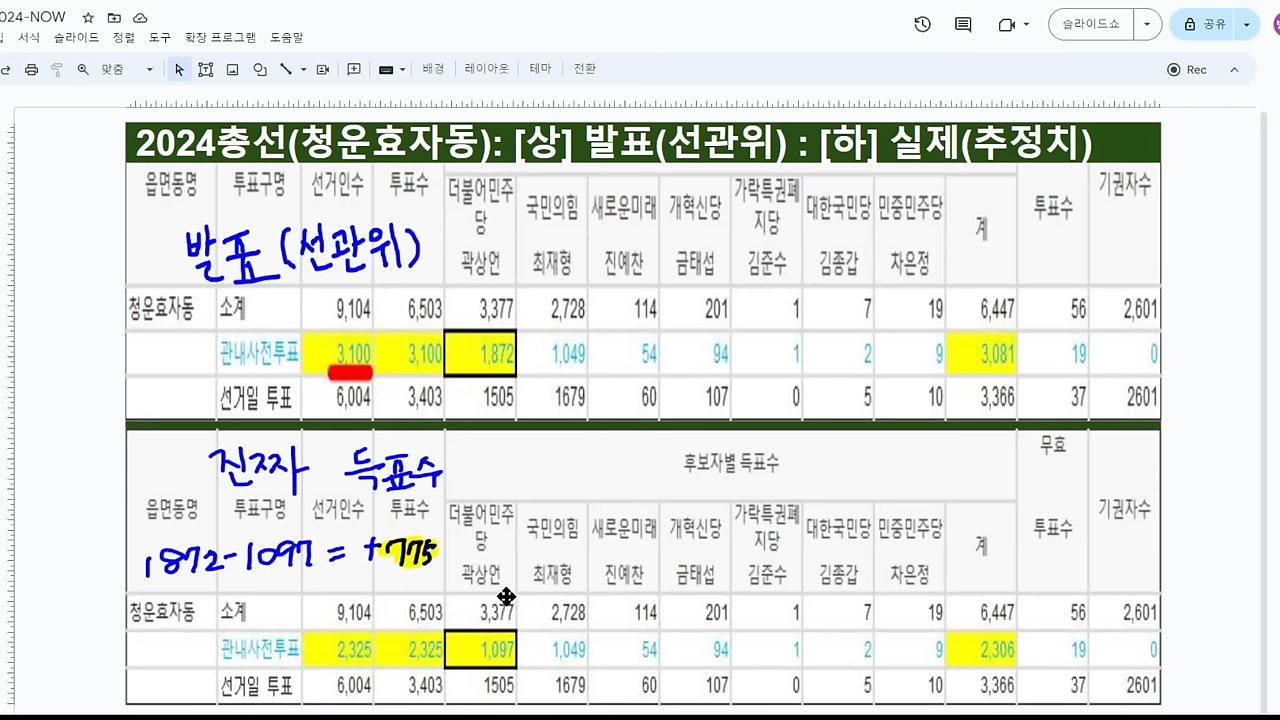 024-NOW
서식 슬라이드 정렬 도구 확장 프로그램 도움말
슬라이드쇼 공유
맞춤 배경 레이아웃 테마 전환 Rec
2024총선(청운효자동): [상] 발표(선관위) : [하] 실제(추정치)
읍면동명 투표구명 선거인수 투표수 더불어민주당 곽상언 국민의힘 최재형 새로운미래 진예찬 개혁신당 금태섭 가락특권폐지당 김준수 대한국민당 김종갑 민중민주당 차은정 계 투표수 기권자수
발표 (선관위)
청운효자동 소계 9,104 6,503 3,377 2,728 114 201 1 7 19 6,447 56 2,601
관내사전투표 3,100 3,100 1,872 1,049 54 94 1 2 9 3,081 19 0
선거일 투표 6,004 3,403 1505 1679 60 107 0 5 10 3,366 37 2601
진짜 득표수
후보자별 득표수
무효
읍면동명 투표구명 선거인수 투표수 더불어민주당 곽상언 국민의힘 최재형 새로운미래 진예찬 개혁신당 금태섭 가락특권폐지당 김준수 대한국민당 김종갑 민중민주당 차은정 계 투표수 기권자수
1872-1097 = +775
청운효자동 소계 9,104 6,503 3,377 2,728 114 201 1 7 19 6,447 56 2,601
관내사전투표 2,325 2,325 1,097 1,049 54 94 1 2 9 2,306 19 0
선거일 투표 6,004 3,403 1505 1679 60 107 0 5 10 3,366 37 2601